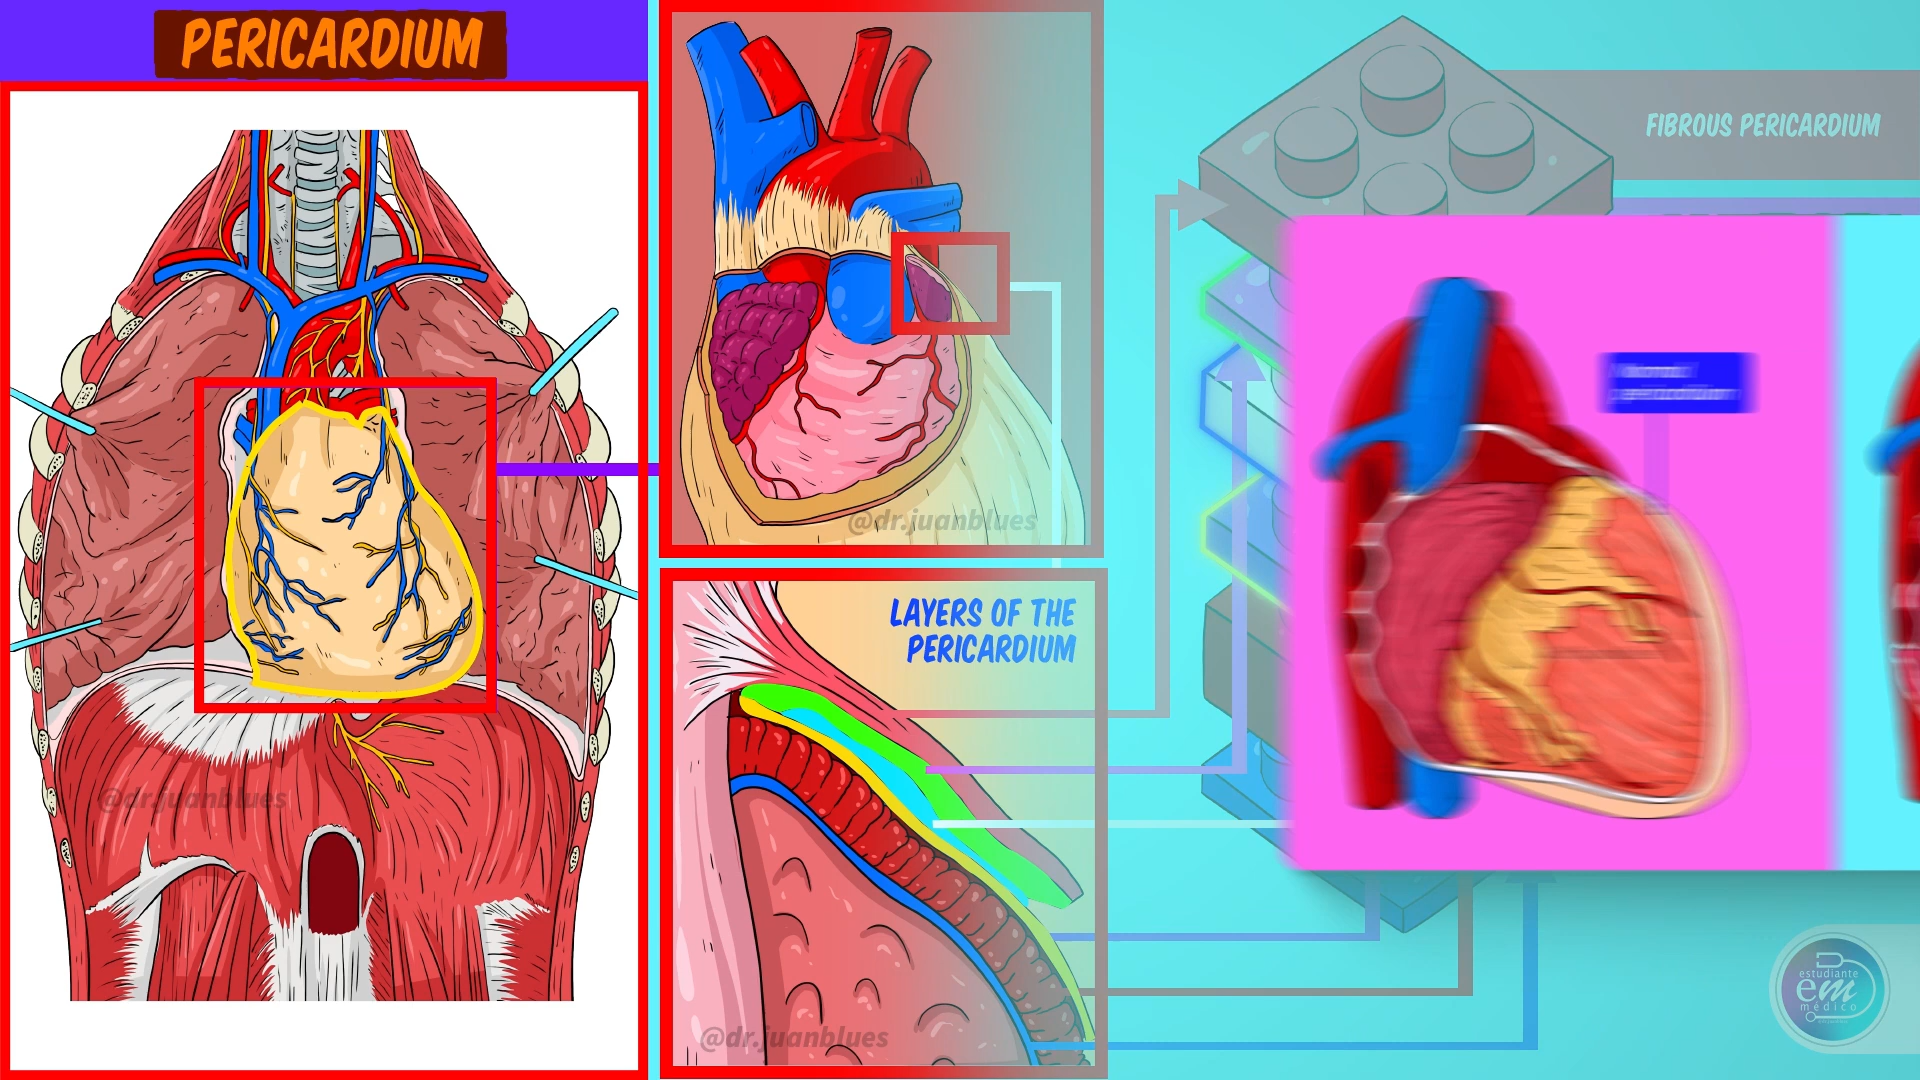 PERICARDIUM
@dr.juanblues
@dr.juanblues
LAYERS OF THE
PERICARDIUM
@dr.juanblues
FIBROUS PERICARDIUM
estudiante
em
médico